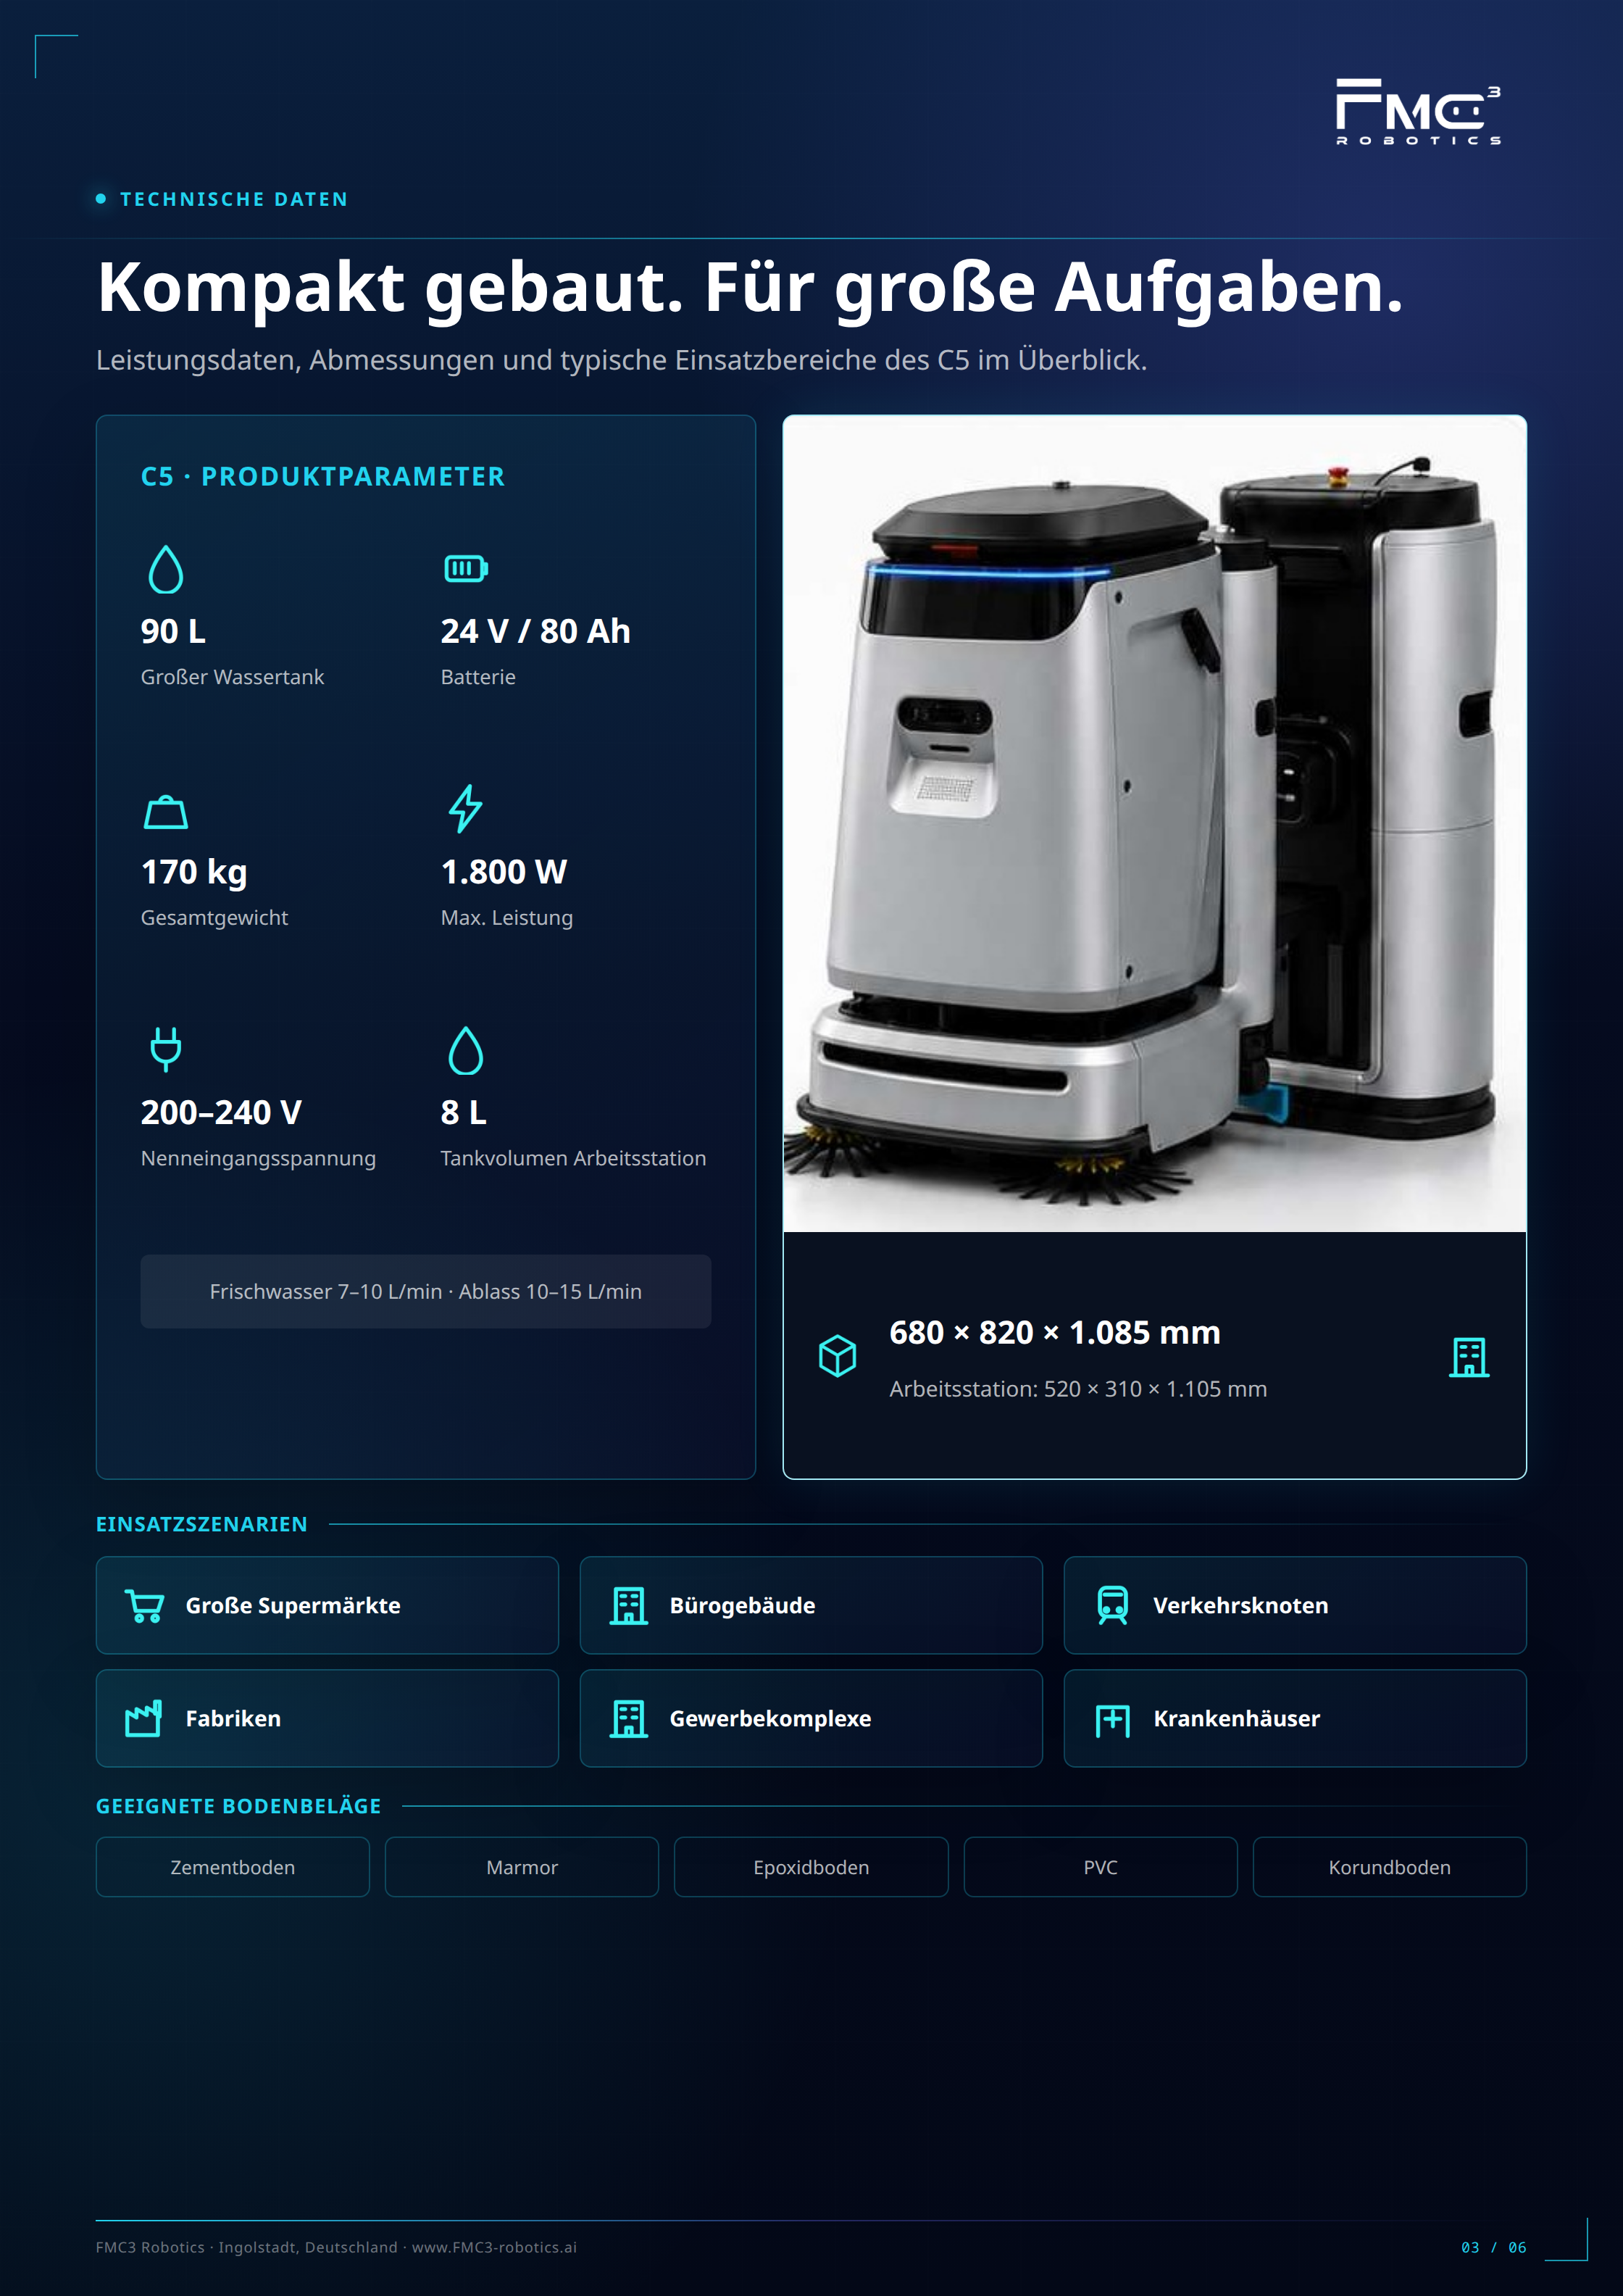 FMC3
ROBOTICS
TECHNISCHE DATEN
Kompakt gebaut. Für große Aufgaben.
Leistungsdaten, Abmessungen und typische Einsatzbereiche des C5 im Überblick.
C5 · PRODUKTPARAMETER
90 L
Großer Wassertank
24 V / 80 Ah
Batterie
170 kg
Gesamtgewicht
1.800 W
Max. Leistung
200–240 V
Nenneingangsspannung
8 L
Tankvolumen Arbeitsstation
Frischwasser 7–10 L/min · Ablass 10–15 L/min
680 × 820 × 1.085 mm
Arbeitsstation: 520 × 310 × 1.105 mm
EINSATZSZENARIEN
Große Supermärkte
Bürogebäude
Verkehrsknoten
Fabriken
Gewerbekomplexe
Krankenhäuser
GEEIGNETE BODENBELÄGE
Zementboden
Marmor
Epoxidboden
PVC
Korundboden
FMC3 Robotics · Ingolstadt, Deutschland · www.FMC3-robotics.ai
03 / 06